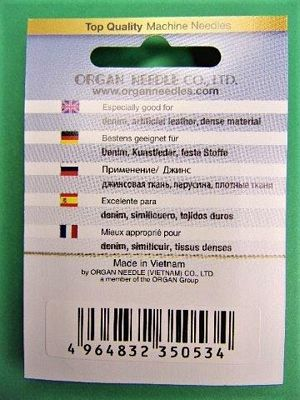 Top Quality Machine Needles
ORGAN NEEDLE CO., LTD.
www.organneedles.com
Especially good for
denim, artificial leather, dense material
Bestens geeignet für
Denim, Kunstleder, feste Stoffe
Применение/ Джинс
джинсовая ткань, парусина, плотные ткани
Excelente para
denim, similicuero, tejidos duros
Mieux approprié pour
denim, similicuir, tissus denses
Made in Vietnam
by ORGAN NEEDLE (VIETNAM) CO., LTD.
a member of the ORGAN Group
4 964832 350534